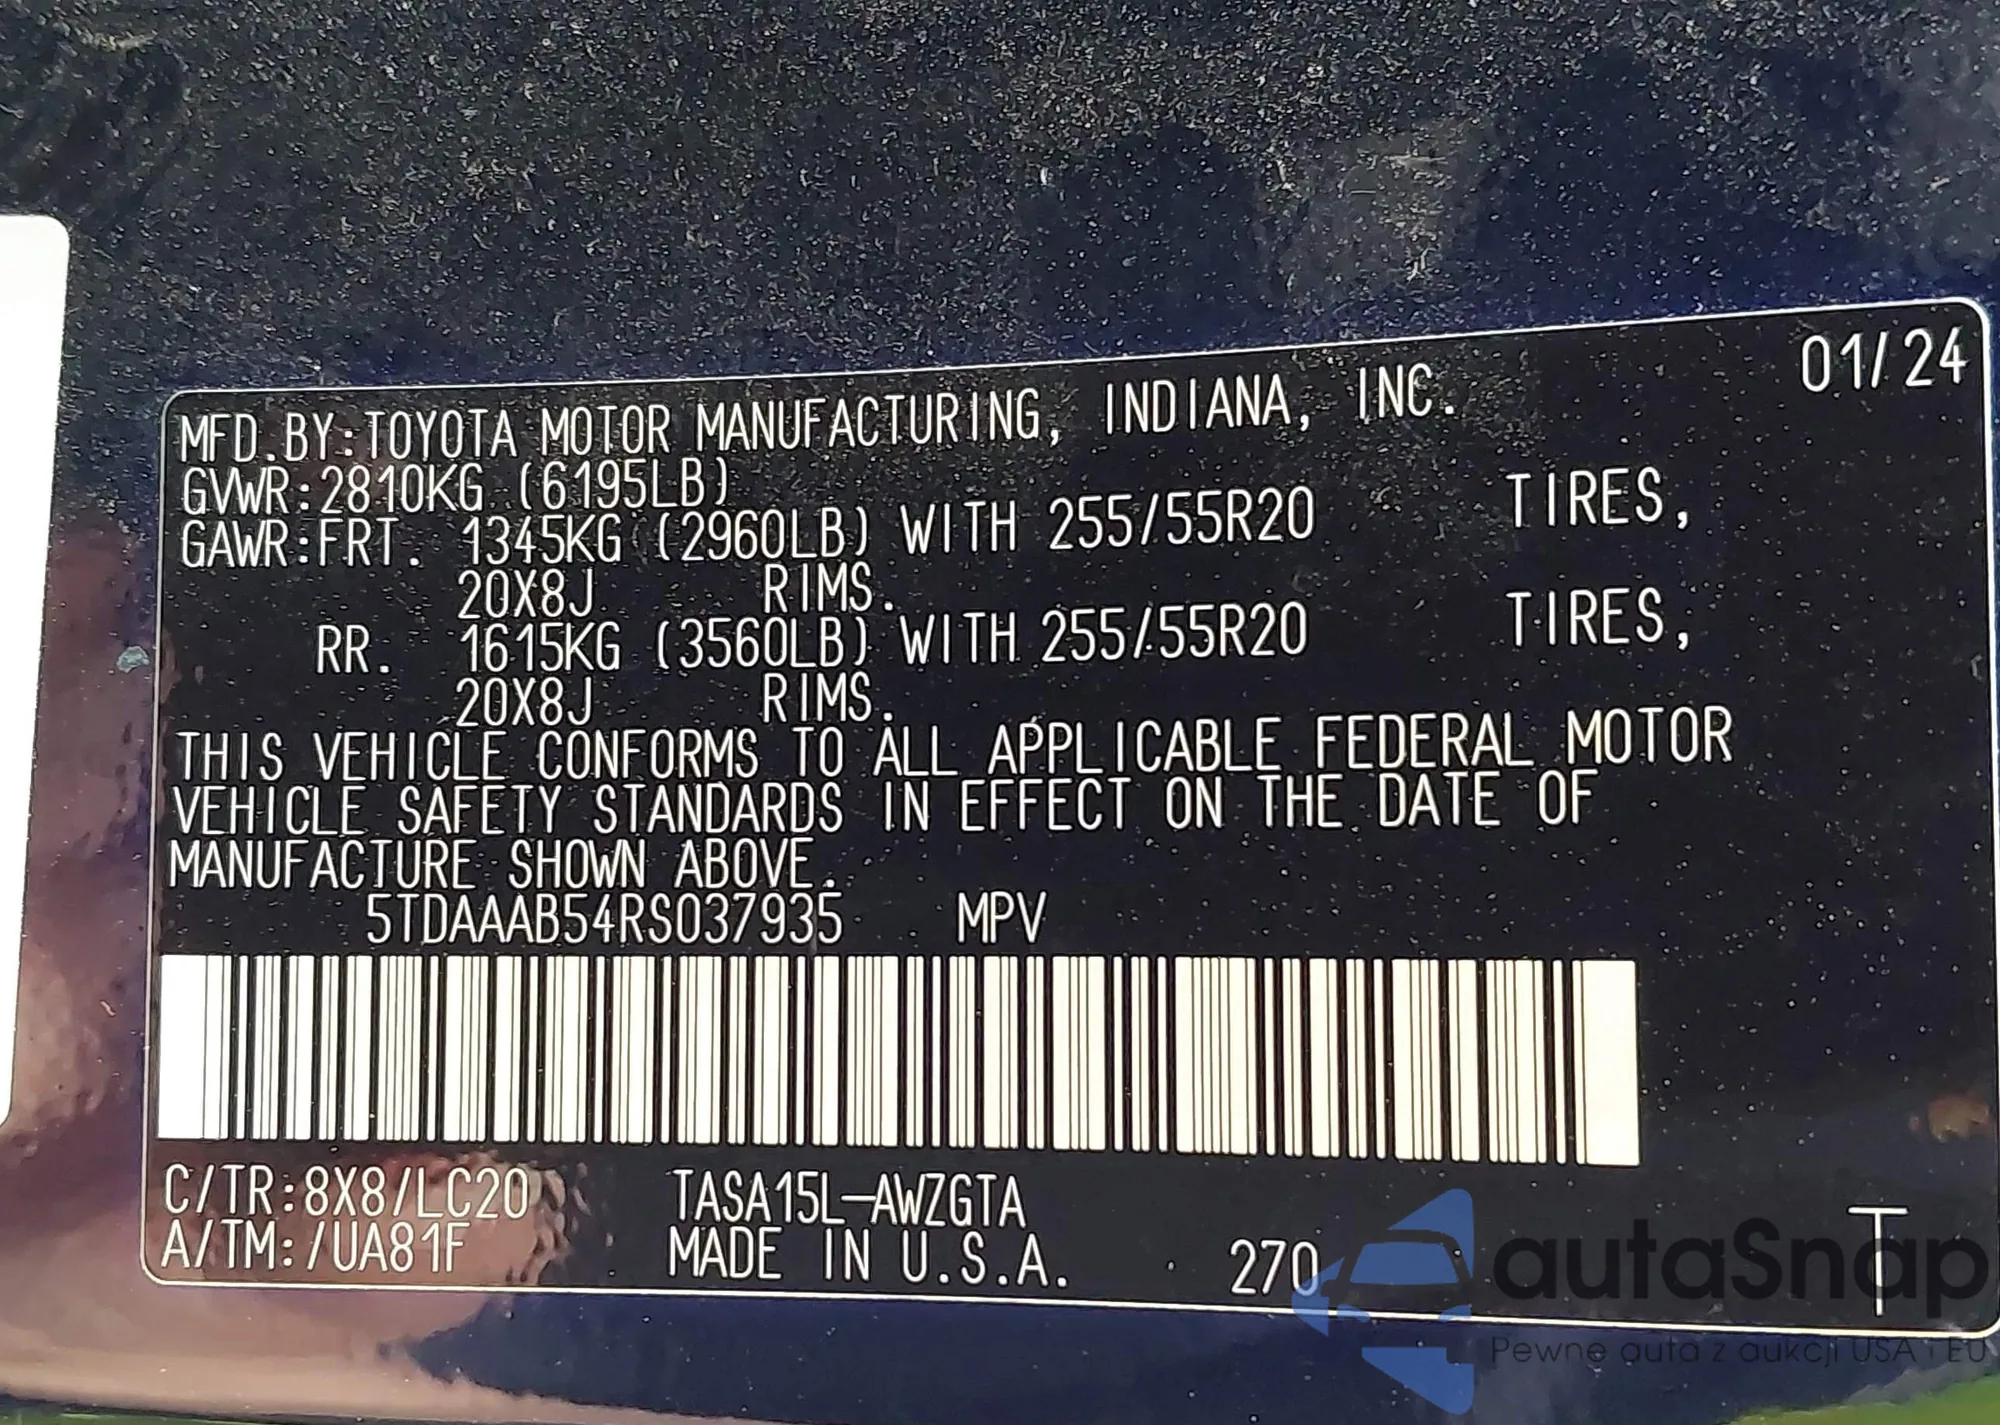 01/24
MFD.BY:TOYOTA MOTOR MANUFACTURING, INDIANA, INC.
GVWR:2810KG (6195LB)
GAWR:FRT. 1345KG (2960LB) WITH 255/55R20 TIRES,
20X8J RIMS.
RR. 1615KG (3560LB) WITH 255/55R20 TIRES,
20X8J RIMS.
THIS VEHICLE CONFORMS TO ALL APPLICABLE FEDERAL MOTOR
VEHICLE SAFETY STANDARDS IN EFFECT ON THE DATE OF
MANUFACTURE SHOWN ABOVE.
5TDAAAB54RS037935 MPV
C/TR:8X8/LC20 TASA15L-AWZGTA
A/TM:/UA81F MADE IN U.S.A. 270 T
autaSnap
Pewne auta z aukcji USA i EU